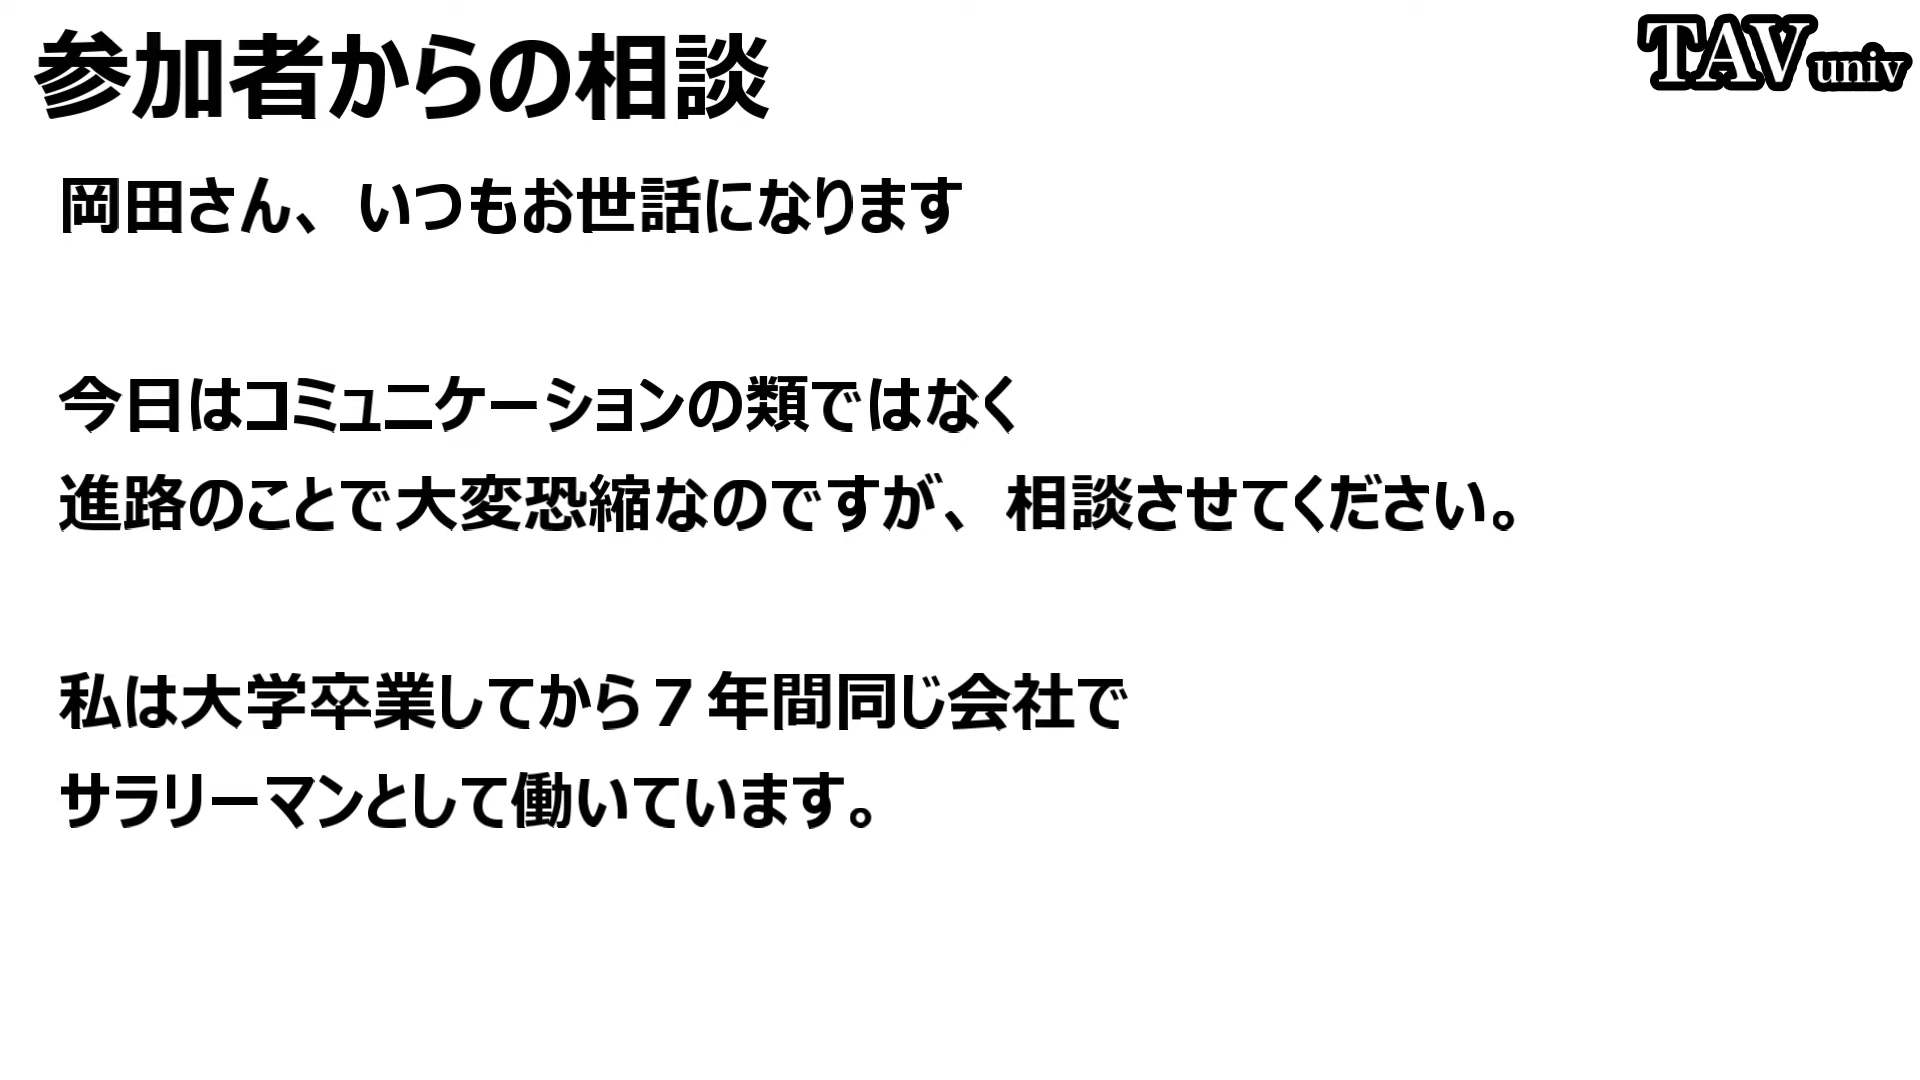 参加者からの相談
TAV univ
岡田さん、いつもお世話になります
今日はコミュニケーションの類ではなく
進路のことで大変恐縮なのですが、相談させてください。
私は大学卒業してから７年間同じ会社で
サラリーマンとして働いています。